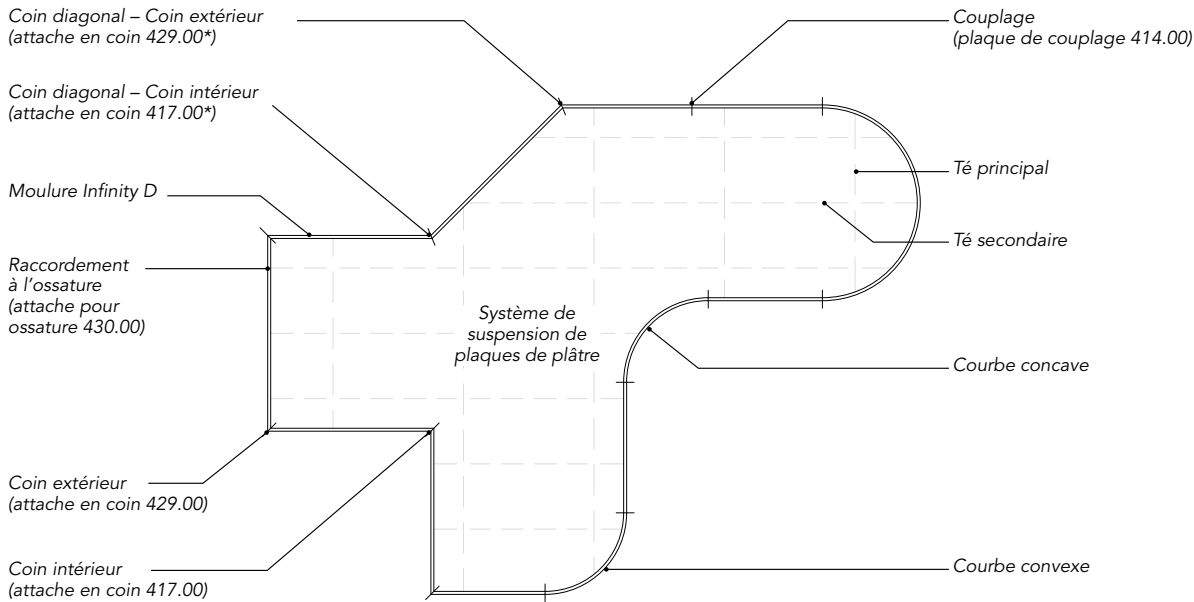 Coin diagonal – Coin extérieur
(attache en coin 429.00*)
Coin diagonal – Coin intérieur
(attache en coin 417.00*)
Moulure Infinity D
Raccordement
à l'ossature
(attache pour
ossature 430.00)
Coin extérieur
(attache en coin 429.00)
Coin intérieur
(attache en coin 417.00)
Système de
suspension de
plaques de plâtre
Couplage
(plaque de couplage 414.00)
Té principal
Té secondaire
Courbe concave
Courbe convexe